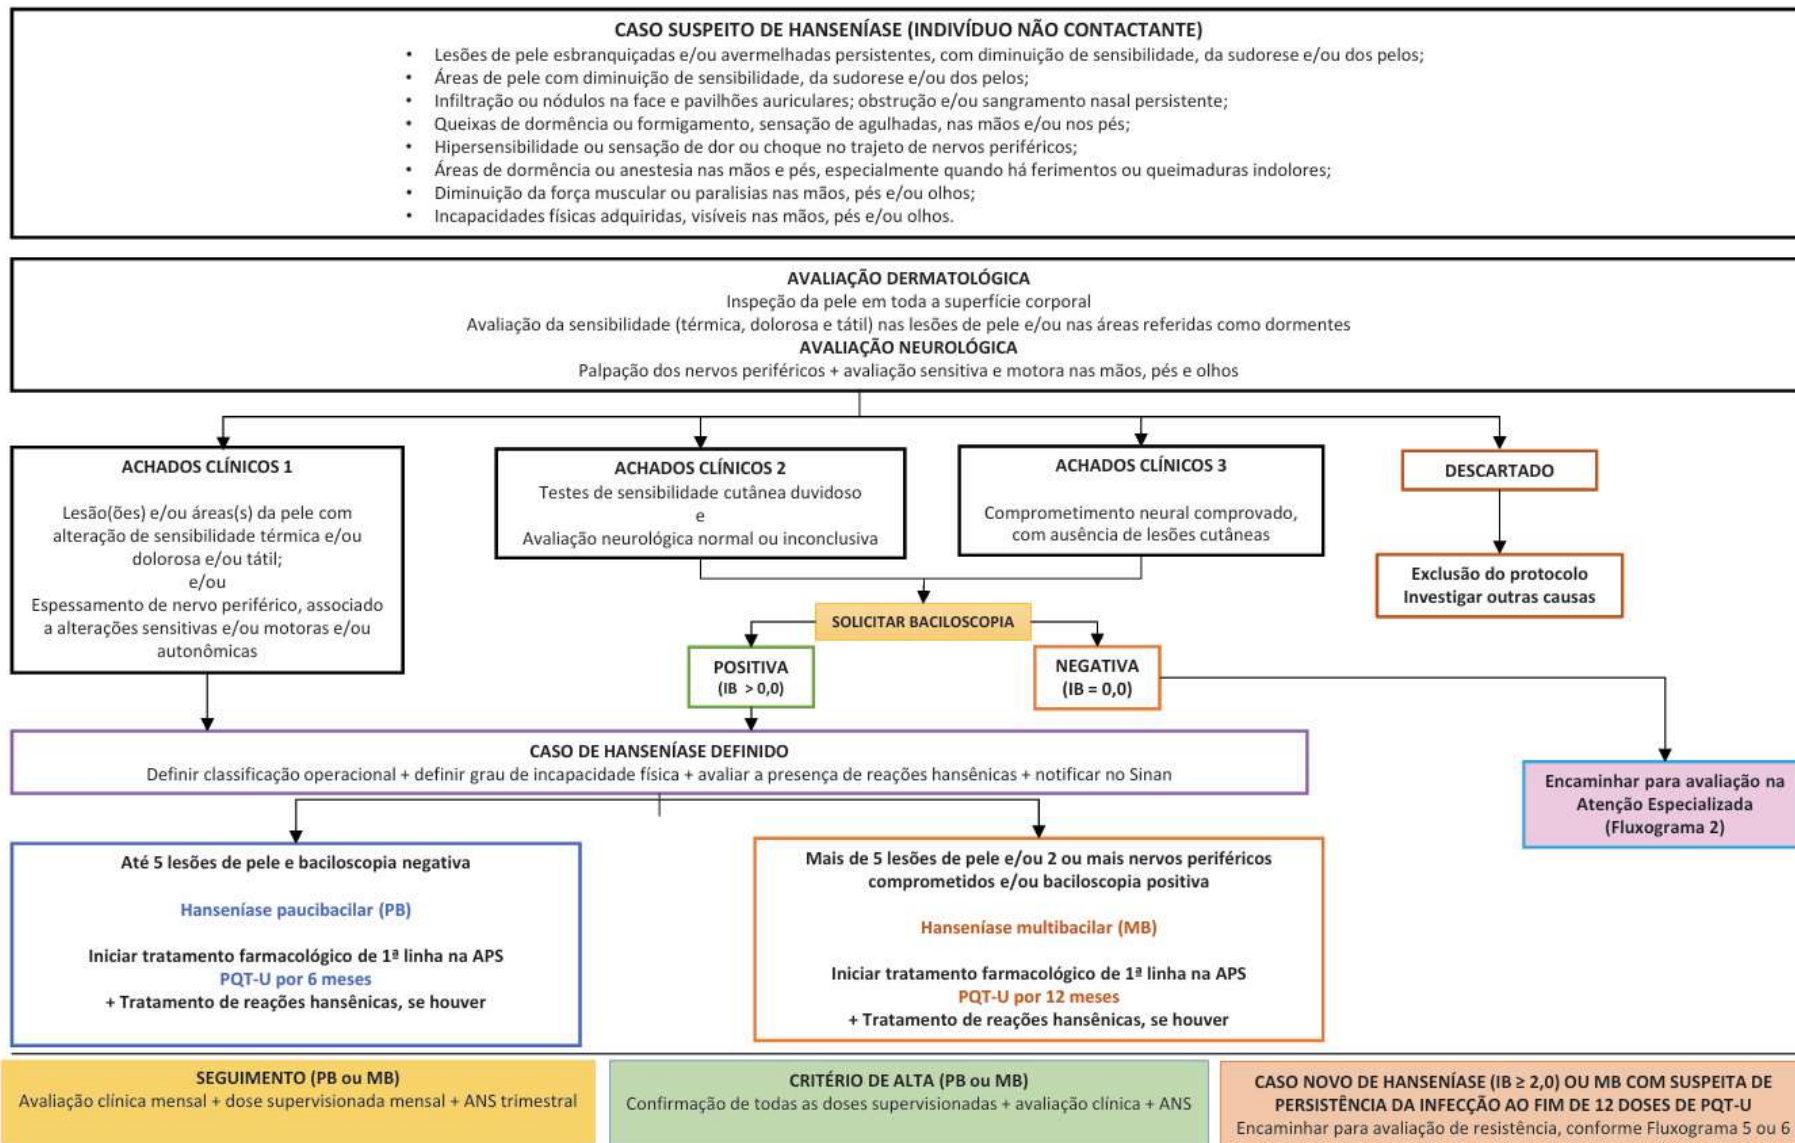 CASO SUSPEITO DE HANSENÍASE (INDIVÍDUO NÃO CONTACTANTE)
• Lesões de pele esbranquiçadas e/ou avermelhadas persistentes, com diminuição de sensibilidade, da sudorese e/ou dos pelos;
• Áreas de pele com diminuição de sensibilidade, da sudorese e/ou dos pelos;
• Infiltração ou nódulos na face e pavilhões auriculares; obstrução e/ou sangramento nasal persistente;
• Queixas de dormência ou formigamento, sensação de agulhadas, nas mãos e/ou nos pés;
• Hipersensibilidade ou sensação de dor ou choque no trajeto de nervos periféricos;
• Áreas de dormência ou anestesia nas mãos e pés, especialmente quando há ferimentos ou queimaduras indolores;
• Diminuição da força muscular ou paralisias nas mãos, pés e/ou olhos;
• Incapacidades físicas adquiridas, visíveis nas mãos, pés e/ou olhos.
AVALIAÇÃO DERMATOLÓGICA
Inspeção da pele em toda a superfície corporal
Avaliação da sensibilidade (térmica, dolorosa e tátil) nas lesões de pele e/ou nas áreas referidas como dormentes
AVALIAÇÃO NEUROLÓGICA
Palpação dos nervos periféricos + avaliação sensitiva e motora nas mãos, pés e olhos
ACHADOS CLÍNICOS 1
Lesão(ões) e/ou áreas(s) da pele com
alteração de sensibilidade térmica e/ou
dolorosa e/ou tátil;
e/ou
Espessamento de nervo periférico, associado
a alterações sensitivas e/ou motoras e/ou
autonômicas
ACHADOS CLÍNICOS 2
Testes de sensibilidade cutânea duvidoso
e
Avaliação neurológica normal ou inconclusiva
ACHADOS CLÍNICOS 3
Comprometimento neural comprovado,
com ausência de lesões cutâneas
DESCARTADO
Exclusão do protocolo
Investigar outras causas
SOLICITAR BACILOSCOPIA
POSITIVA
(IB > 0,0)
NEGATIVA
(IB = 0,0)
CASO DE HANSENÍASE DEFINIDO
Definir classificação operacional + definir grau de incapacidade física + avaliar a presença de reações hansênicas + notificar no Sinan
Encaminhar para avaliação na
Atenção Especializada
(Fluxograma 2)
Até 5 lesões de pele e baciloscopia negativa
Hanseníase paucibacilar (PB)
Iniciar tratamento farmacológico de 1ª linha na APS
PQT-U por 6 meses
+ Tratamento de reações hansênicas, se houver
Mais de 5 lesões de pele e/ou 2 ou mais nervos periféricos
comprometidos e/ou baciloscopia positiva
Hanseníase multibacilar (MB)
Iniciar tratamento farmacológico de 1ª linha na APS
PQT-U por 12 meses
+ Tratamento de reações hansênicas, se houver
SEGUIMENTO (PB ou MB)
Avaliação clínica mensal + dose supervisionada mensal + ANS trimestral
CRITÉRIO DE ALTA (PB ou MB)
Confirmação de todas as doses supervisionadas + avaliação clínica + ANS
CASO NOVO DE HANSENÍASE (IB ≥ 2,0) OU MB COM SUSPEITA DE
PERSISTÊNCIA DA INFECÇÃO AO FIM DE 12 DOSES DE PQT-U
Encaminhar para avaliação de resistência, conforme Fluxograma 5 ou 6